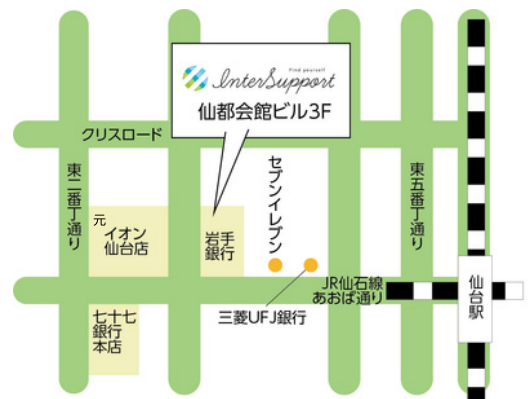 Find yourself
InterSupport
仙都会館ビル3F
クリスロード
東二番丁通り
セブンイレブン
東五番丁通り
元
イオン
仙台店
岩手
銀行
JR仙石線
あおば通り
仙台駅
三菱UFJ銀行
七十七
銀行
本店